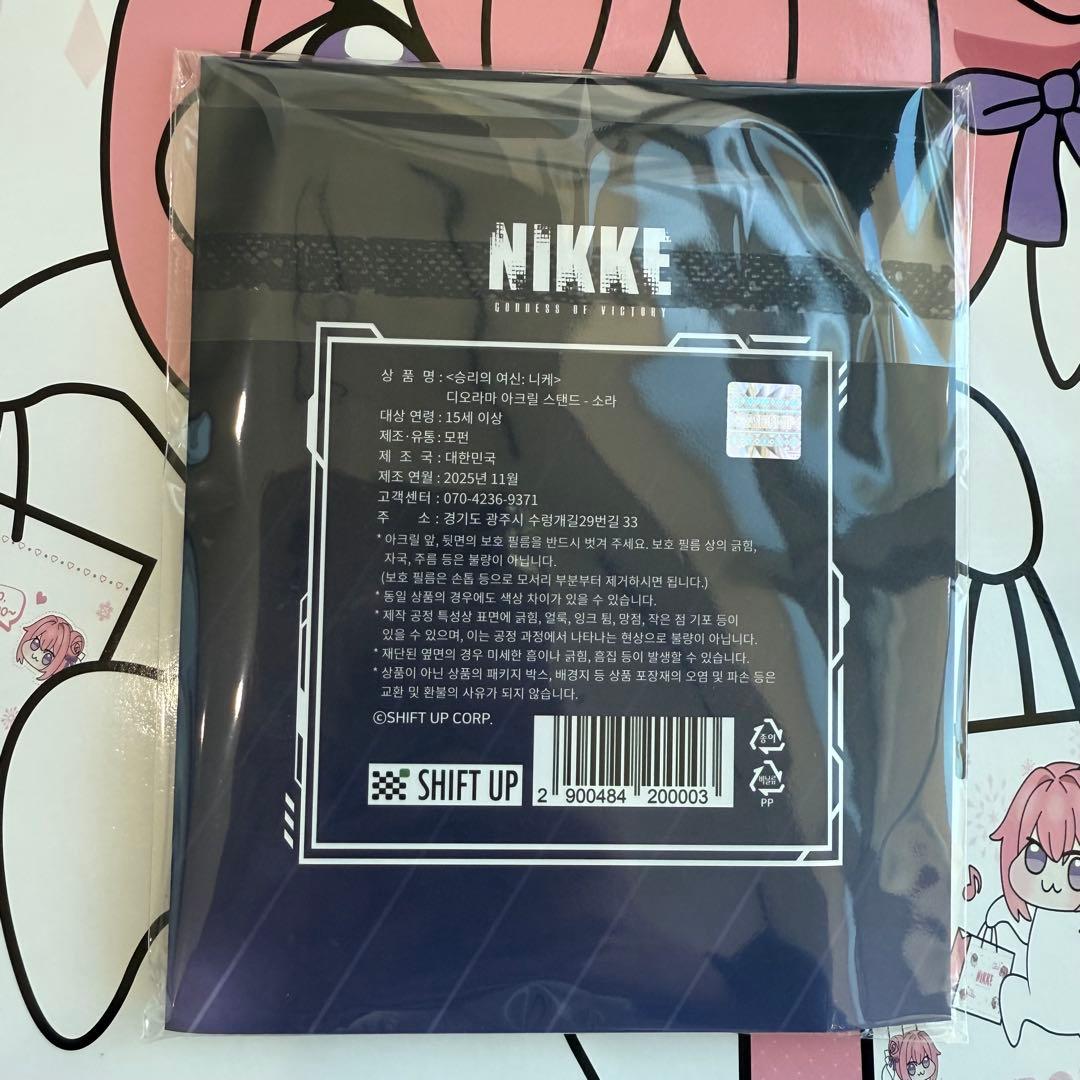 NIKKE
GODDESS OF VICTORY
상 품 명 : <승리의 여신: 니케>
디오라마 아크릴 스탠드 - 소라
대상 연령 : 15세 이상
제조·유통 : 모펀
제 조 국 : 대한민국
제조 연월 : 2025년 11월
고객센터 : 070-4236-9371
주 소 : 경기도 광주시 수렁개길29번길 33
* 아크릴 앞, 뒷면의 보호 필름을 반드시 벗겨 주세요. 보호 필름 상의 긁힘,
자국, 주름 등은 불량이 아닙니다.
(보호 필름은 손톱 등으로 모서리 부분부터 제거하시면 됩니다.)
* 동일 상품의 경우에도 색상 차이가 있을 수 있습니다.
* 제작 공정 특성상 표면에 긁힘, 얼룩, 잉크 튐, 망점, 작은 점 기포 등이
있을 수 있으며, 이는 공정 과정에서 나타나는 현상으로 불량이 아닙니다.
* 재단된 옆면의 경우 미세한 흠이나 긁힘, 흠집 등이 발생할 수 있습니다.
* 상품이 아닌 상품의 패키지 박스, 배경지 등 상품 포장재의 오염 및 파손 등은
교환 및 환불의 사유가 되지 않습니다.
©SHIFT UP CORP.
SHIFT UP
2 900484 200003
종이
비닐류
PP
NIKKE